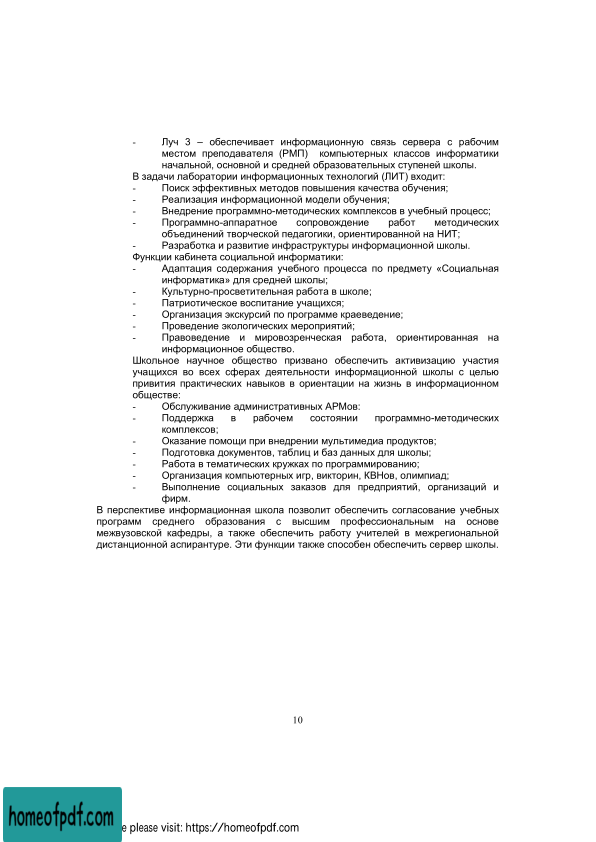 - Луч 3 – обеспечивает информационную связь сервера с рабочим
местом преподавателя (РМП) компьютерных классов информатики
начальной, основной и средней образовательных ступеней школы.
В задачи лаборатории информационных технологий (ЛИТ) входит:
- Поиск эффективных методов повышения качества обучения;
- Реализация информационной модели обучения;
- Внедрение программно-методических комплексов в учебный процесс;
- Программно-аппаратное сопровождение работ методических
объединений творческой педагогики, ориентированной на НИТ;
- Разработка и развитие инфраструктуры информационной школы.
Функции кабинета социальной информатики:
- Адаптация содержания учебного процесса по предмету «Социальная
информатика» для средней школы;
- Культурно-просветительная работа в школе;
- Патриотическое воспитание учащихся;
- Организация экскурсий по программе краеведение;
- Проведение экологических мероприятий;
- Правоведение и мировозренческая работа, ориентированная на
информационное общество.
Школьное научное общество призвано обеспечить активизацию участия
учащихся во всех сферах деятельности информационной школы с целью
привития практических навыков в ориентации на жизнь в информационном
обществе:
- Обслуживание административных АРМов:
- Поддержка в рабочем состоянии программно-методических
комплексов;
- Оказание помощи при внедрении мультимедиа продуктов;
- Подготовка документов, таблиц и баз данных для школы;
- Работа в тематических кружках по программированию;
- Организация компьютерных игр, викторин, КВНов, олимпиад;
- Выполнение социальных заказов для предприятий, организаций и
фирм.
В перспективе информационная школа позволит обеспечить согласование учебных
программ среднего образования с высшим профессиональным на основе
межвузовской кафедры, а также обеспечить работу учителей в межрегиональной
дистанционной аспирантуре. Эти функции также способен обеспечить сервер школы.
10
homeofpdf.com
e please visit: https://homeofpdf.com